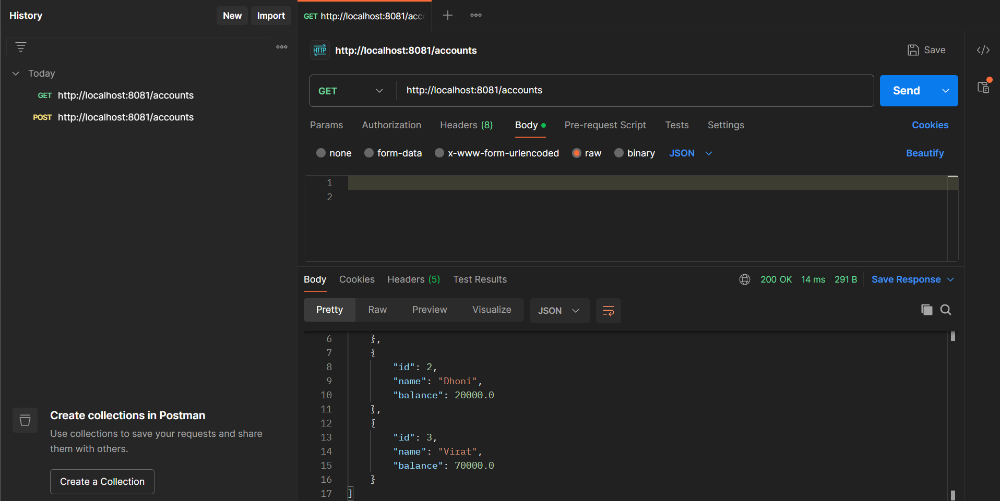 History
New
Import
Today
GET http://localhost:8081/accounts
POST http://localhost:8081/accounts
Create collections in Postman
Use collections to save your requests and share
them with others.
Create a Collection
GET http://localhost:8081/acc
HTTP http://localhost:8081/accounts
Save
GET http://localhost:8081/accounts
Send
Params Authorization Headers (8) Body Pre-request Script Tests Settings Cookies
none form-data x-www-form-urlencoded raw binary JSON Beautify
1
2
Body Cookies Headers (5) Test Results 200 OK 14 ms 291 B Save Response
Pretty Raw Preview Visualize JSON
6 },
7 {
8 "id": 2,
9 "name": "Dhoni",
10 "balance": 20000.0
11 },
12 {
13 "id": 3,
14 "name": "Virat",
15 "balance": 70000.0
16 }
17 ]